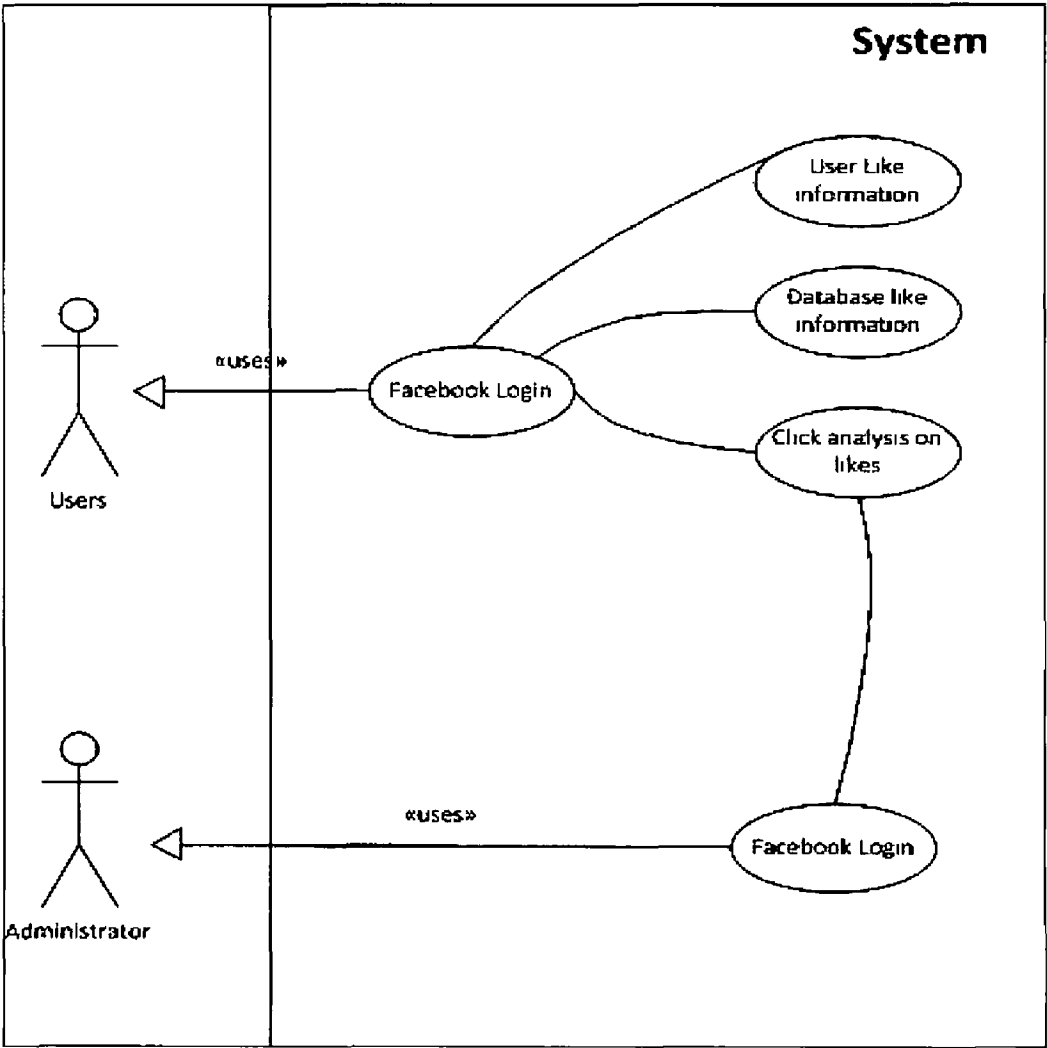 System
User Like
information
Database like
information
«uses»
Facebook Login
Click analysis on
likes
Users
«uses»
Facebook Login
Administrator